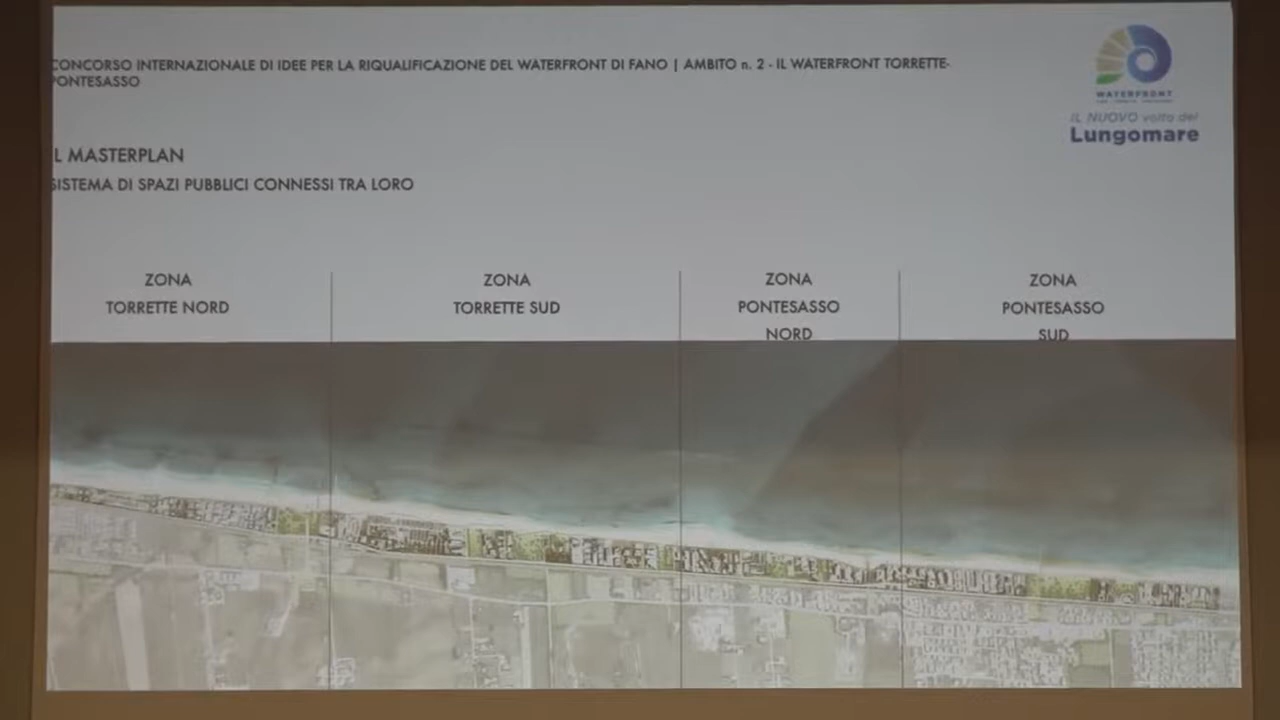 CONCORSO INTERNAZIONALE DI IDEE PER LA RIQUALIFICAZIONE DEL WATERFRONT DI FANO | AMBITO n. 2 - IL WATERFRONT TORRETTE-
PONTESASSO
WATERFRONT
IL NUOVO volto del
Lungomare
IL MASTERPLAN
SISTEMA DI SPAZI PUBBLICI CONNESSI TRA LORO
ZONA
TORRETTE NORD
ZONA
TORRETTE SUD
ZONA
PONTESASSO
NORD
ZONA
PONTESASSO
SUD